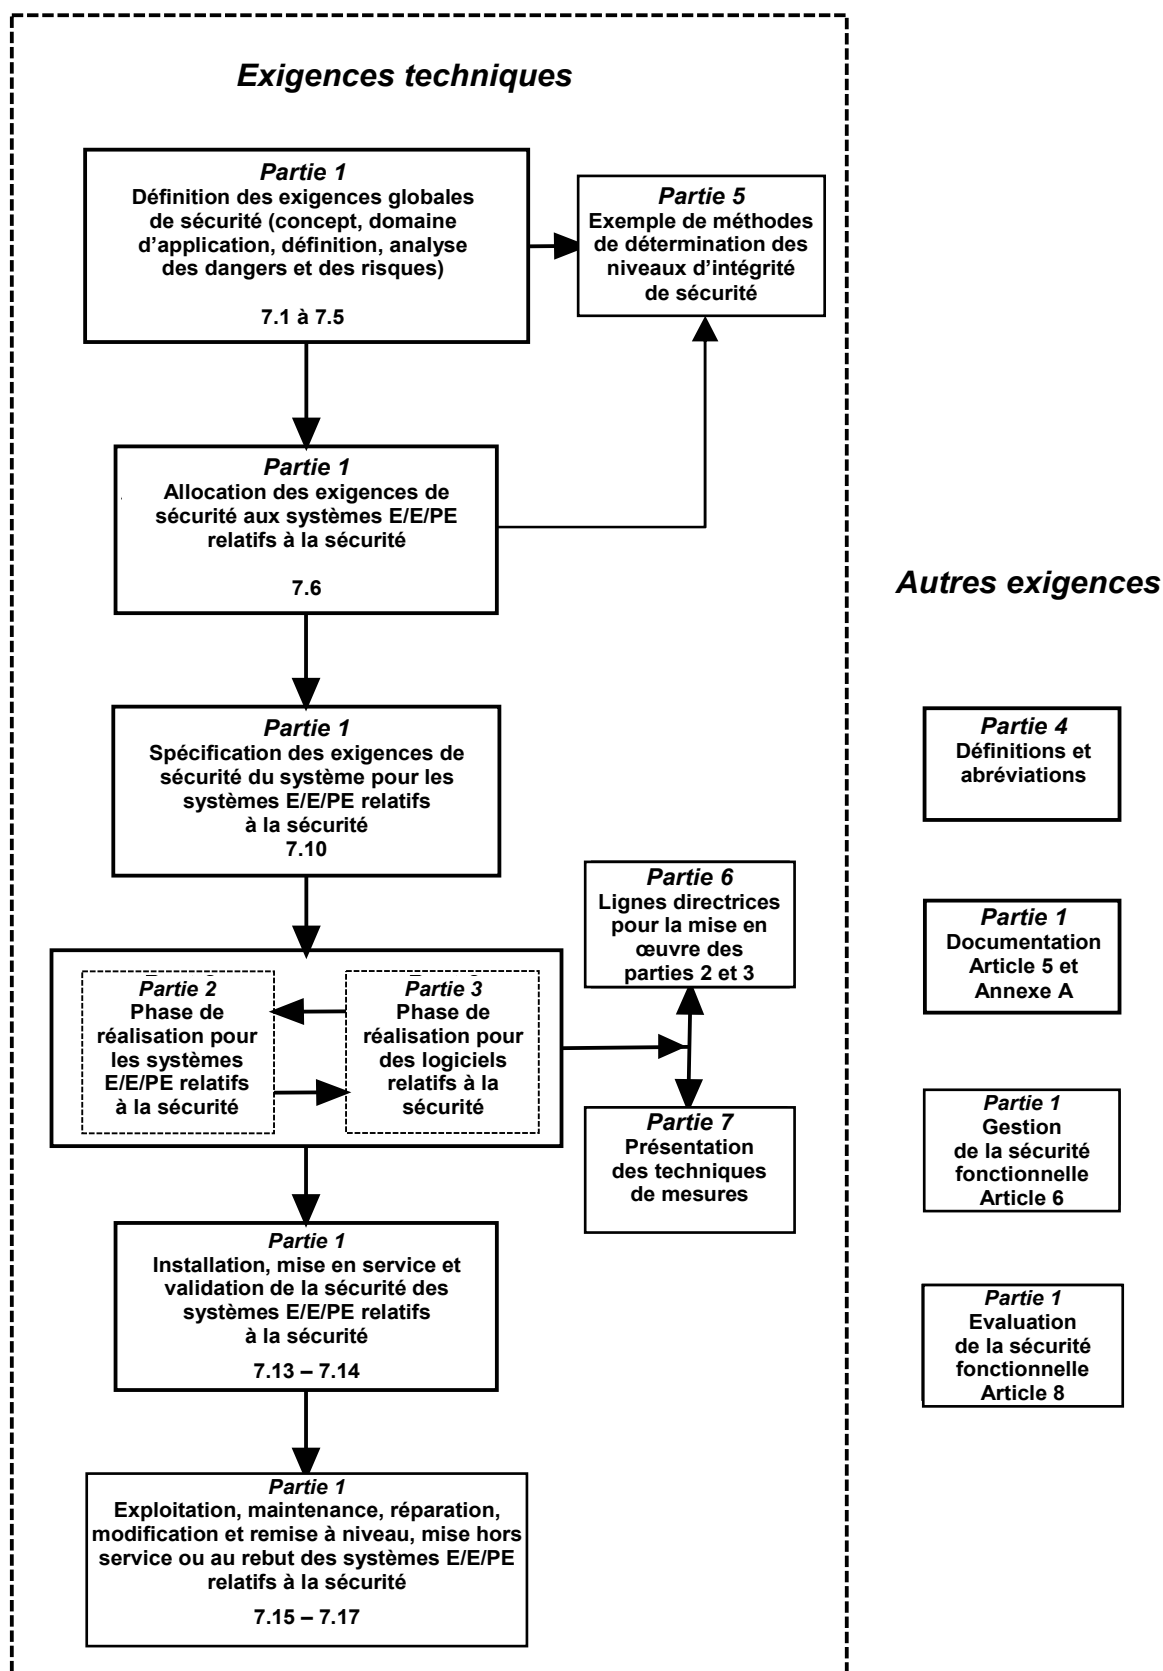 Exigences techniques
Partie 1
Définition des exigences globales
de sécurité (concept, domaine
d'application, définition, analyse
des dangers et des risques)
7.1 à 7.5
Partie 5
Exemple de méthodes
de détermination des
niveaux d'intégrité
de sécurité
Partie 1
Allocation des exigences de
sécurité aux systèmes E/E/PE
relatifs à la sécurité
7.6
Partie 1
Spécification des exigences de
sécurité du système pour les
systèmes E/E/PE relatifs
à la sécurité
7.10
Partie 2
Phase de
réalisation pour
les systèmes
E/E/PE relatifs
à la sécurité
Partie 3
Phase de
réalisation pour
des logiciels
relatifs à la
sécurité
Partie 6
Lignes directrices
pour la mise en
œuvre des
parties 2 et 3
Partie 7
Présentation
des techniques
de mesures
Partie 1
Installation, mise en service et
validation de la sécurité des
systèmes E/E/PE relatifs
à la sécurité
7.13 – 7.14
Partie 1
Exploitation, maintenance, réparation,
modification et remise à niveau, mise hors
service ou au rebut des systèmes E/E/PE
relatifs à la sécurité
7.15 – 7.17
Autres exigences
Partie 4
Définitions et
abréviations
Partie 1
Documentation
Article 5 et
Annexe A
Partie 1
Gestion
de la sécurité
fonctionnelle
Article 6
Partie 1
Evaluation
de la sécurité
fonctionnelle
Article 8